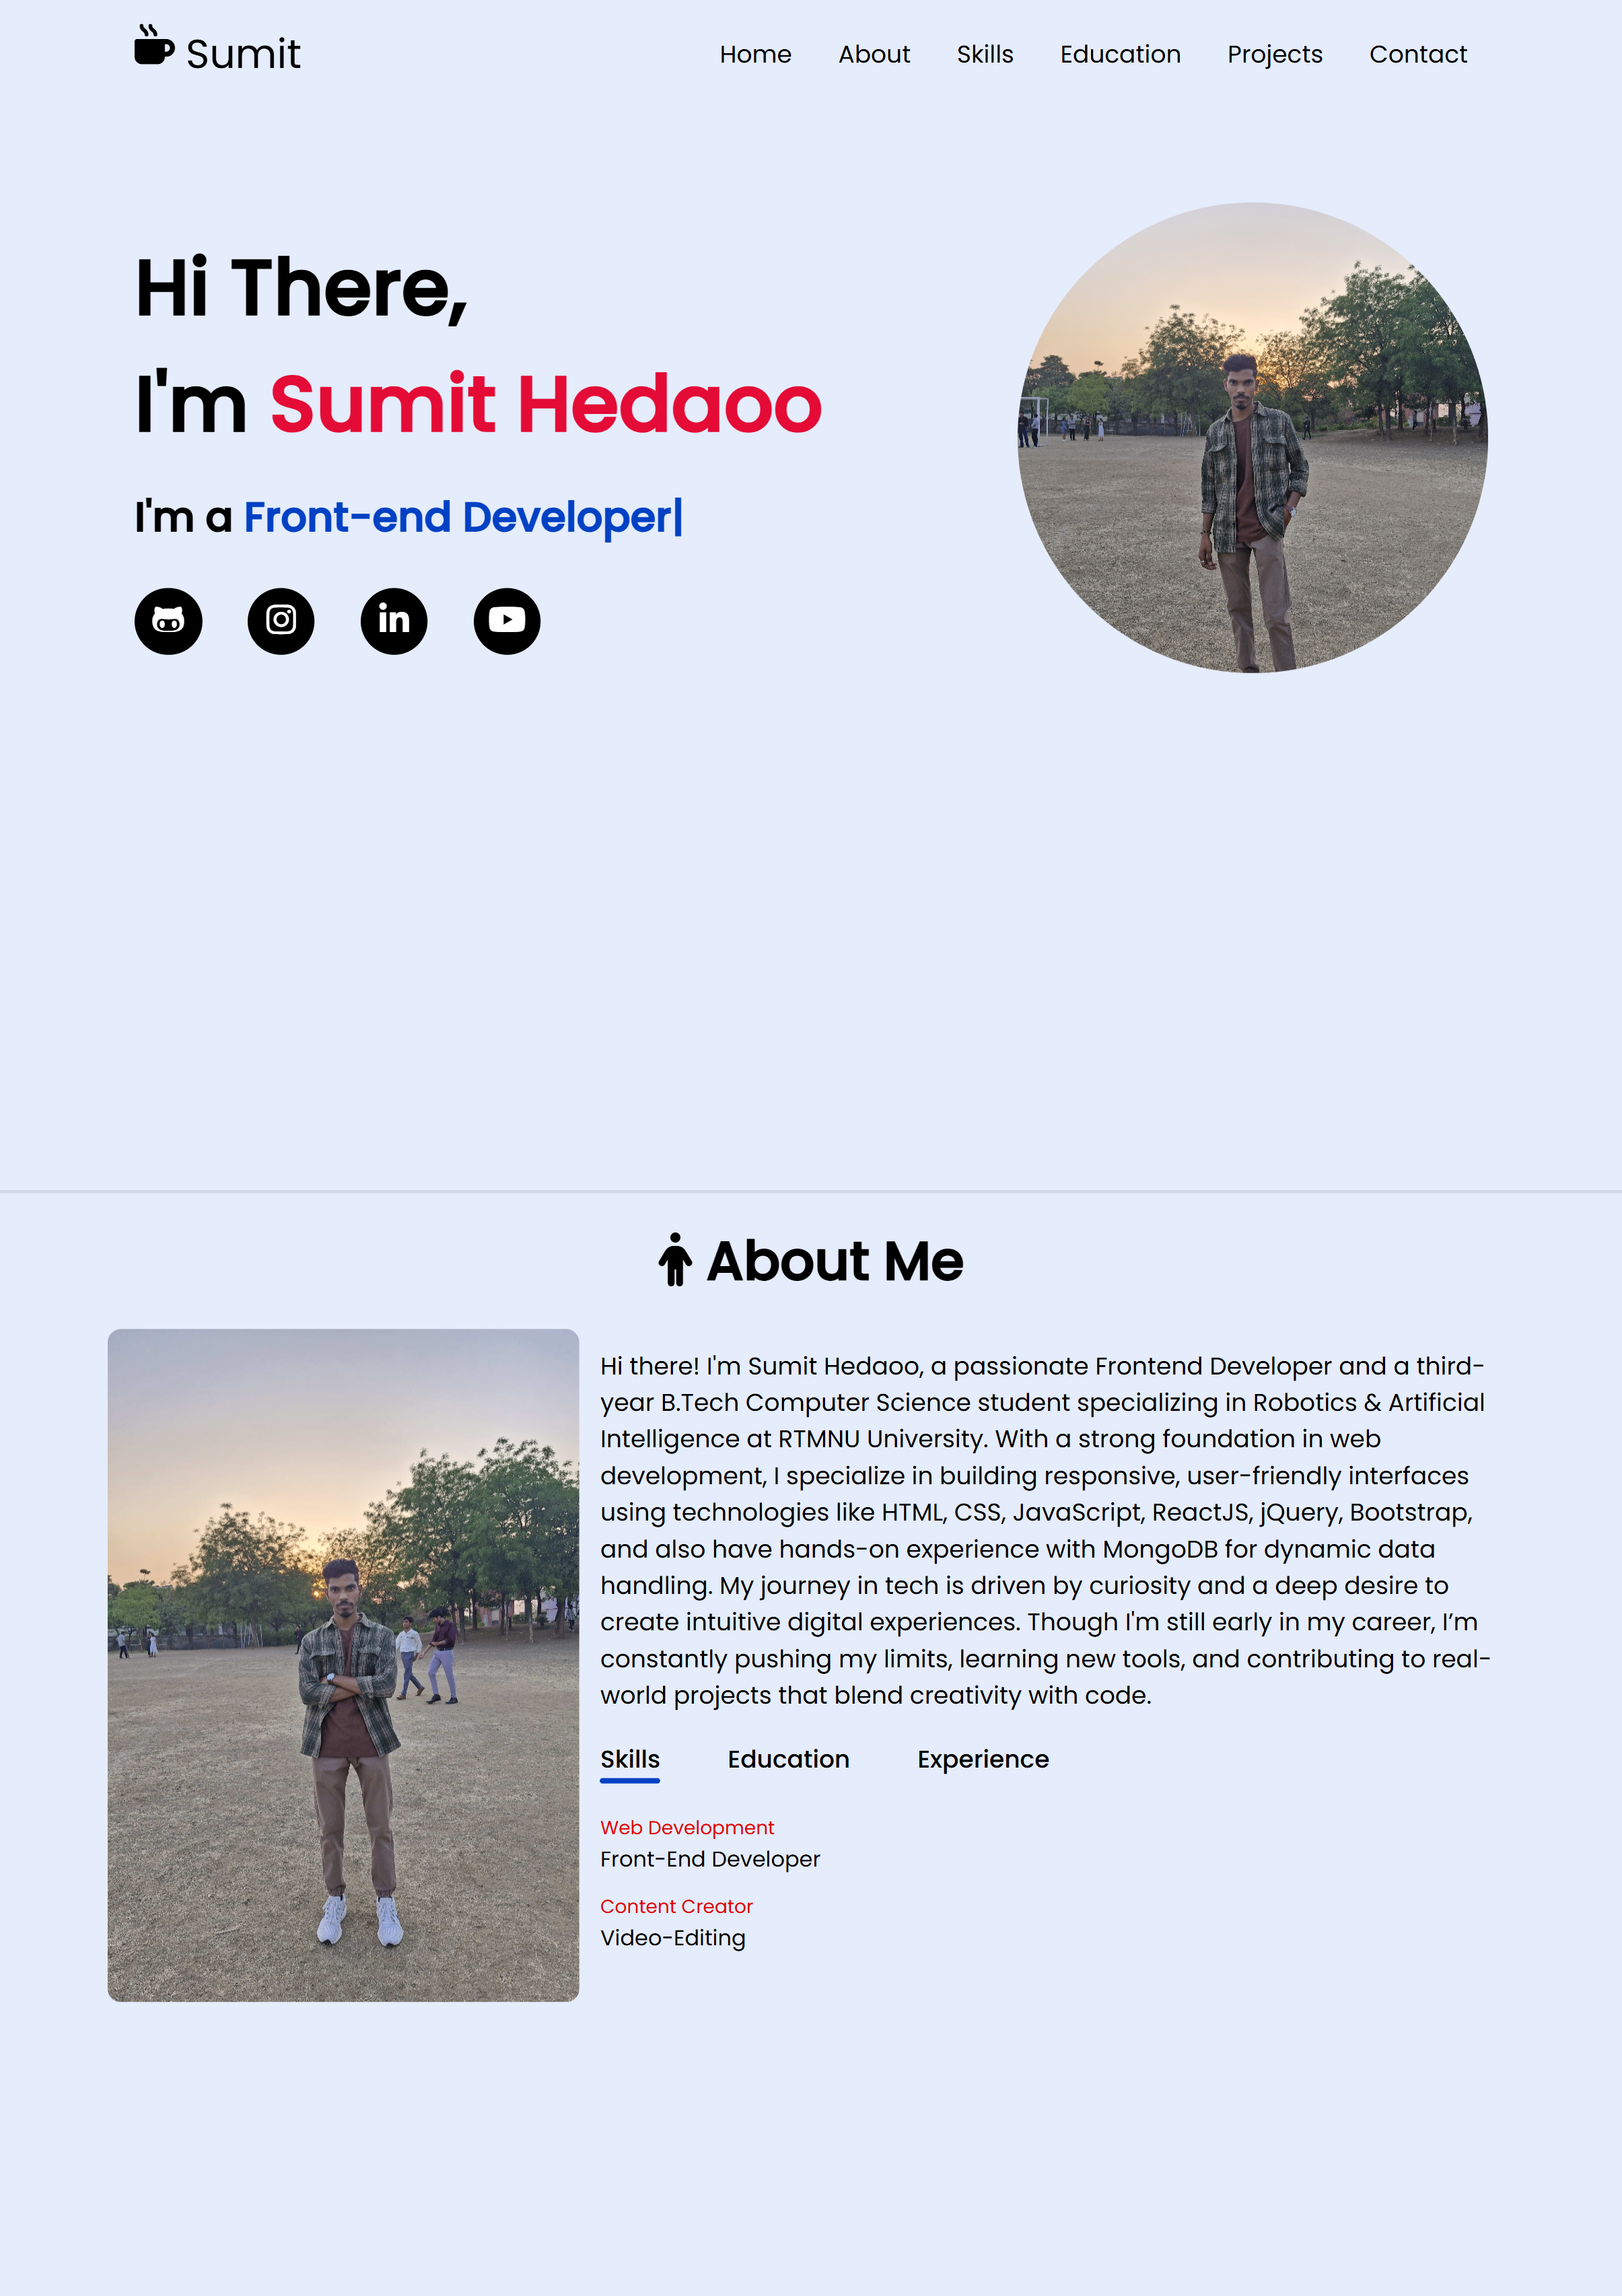 Sumit
Home About Skills Education Projects Contact
Hi There,
I'm Sumit Hedaoo
I'm a Front-end Developer|
in
About Me
Hi there! I'm Sumit Hedaoo, a passionate Frontend Developer and a third-
year B.Tech Computer Science student specializing in Robotics & Artificial
Intelligence at RTMNU University. With a strong foundation in web
development, I specialize in building responsive, user-friendly interfaces
using technologies like HTML, CSS, JavaScript, ReactJS, jQuery, Bootstrap,
and also have hands-on experience with MongoDB for dynamic data
handling. My journey in tech is driven by curiosity and a deep desire to
create intuitive digital experiences. Though I'm still early in my career, I’m
constantly pushing my limits, learning new tools, and contributing to real-
world projects that blend creativity with code.
Skills Education Experience
Web Development
Front-End Developer
Content Creator
Video-Editing